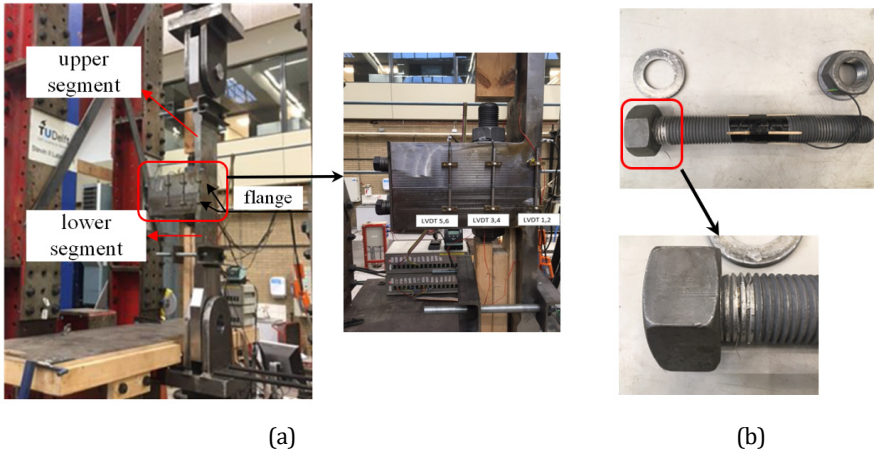 upper
segment
TUDelft
lower
segment
flange
LVDT 5,6
LVDT 3,4
LVDT 1,2
(a)
(b)